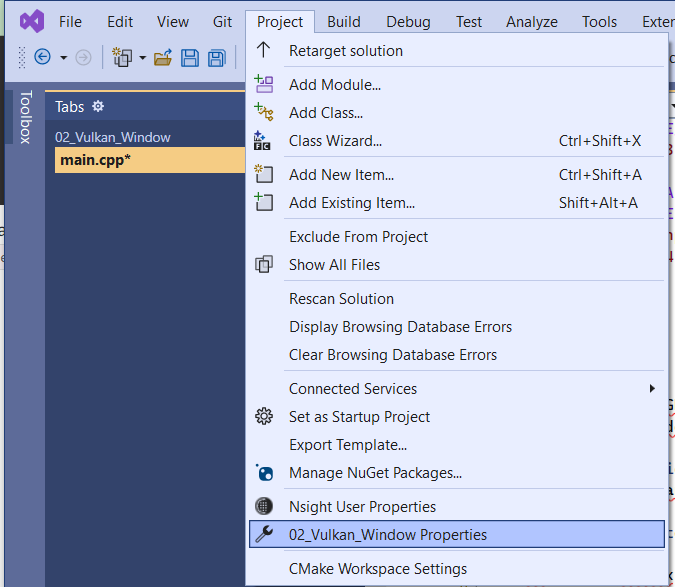 File Edit View Git Project Build Debug Test Analyze Tools
Retarget solution
Toolbox
Tabs
02_Vulkan_Window
main.cpp*
Add Module...
Add Class...
Class Wizard... Ctrl+Shift+X
Add New Item... Ctrl+Shift+A
Add Existing Item... Shift+Alt+A
Exclude From Project
Show All Files
Rescan Solution
Display Browsing Database Errors
Clear Browsing Database Errors
Connected Services
Set as Startup Project
Export Template...
Manage NuGet Packages...
Nsight User Properties
02_Vulkan_Window Properties
CMake Workspace Settings